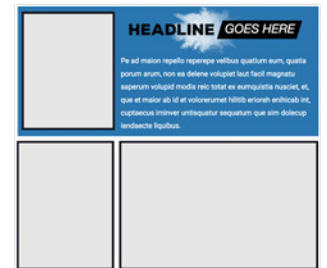 HEADLINE GOES HERE
Pe ad maion repello reperepe velibus quatium eum, quatia
porum arum, non ea delene volupiet laut facil magnatu
saperum volupid modis reic totat ex eumquistia nusciet, et,
que et maior ab id et volorerumet hilitib erioreh enihicab int,
cuptaecus iminver untisquatur sequatum que sim dolecup
iendaecte liquibus.